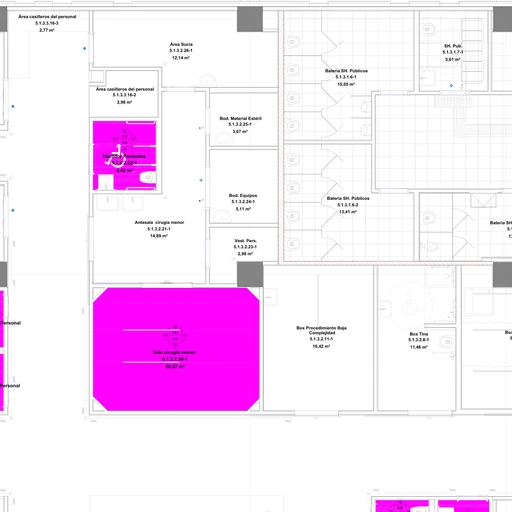 Área casilleros del personal
5.1.3.3.16-3
2,77 m²
Área Sucia
5.1.3.2.26-1
12,14 m²
SH. Pub.
5.1.3.1.7-1
5,61 m²
Batería SH. Públicos
5.1.3.1.6-1
15,05 m²
Área casilleros del personal
5.1.3.3.16-2
2,98 m²
Bod. Material Estéril
5.1.3.2.25-1
3,67 m²
Bod. Equipos
5.1.3.2.24-1
5,11 m²
Batería SH. Públicos
5.1.3.1.6-2
13,41 m²
Antesala cirugía menor
5.1.3.2.21-1
14,89 m²
Vest. Pers.
5.1.3.2.23-1
2,98 m²
Batería SH
Personal
Sala cirugía menor
Box Procedimiento Baja
Complejidad
5.1.3.2.11-1
16,42 m²
Box Tina
5.1.3.2.8-1
11,46 m²
Personal